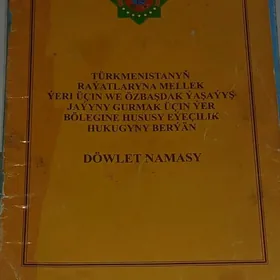 TÜRKMENISTANYŇ
RAÝATLARYNA MELLEK
ÝERI ÜÇIN WE ÖZBAŞDAK ÝAŞAÝYŞ
JAÝYNY GURMAK ÜÇIN ÝER
BÖLEGINE HUSUSY EÝEÇILIK
HUKUGYNY BERÝÄN
DÖWLET NAMASY